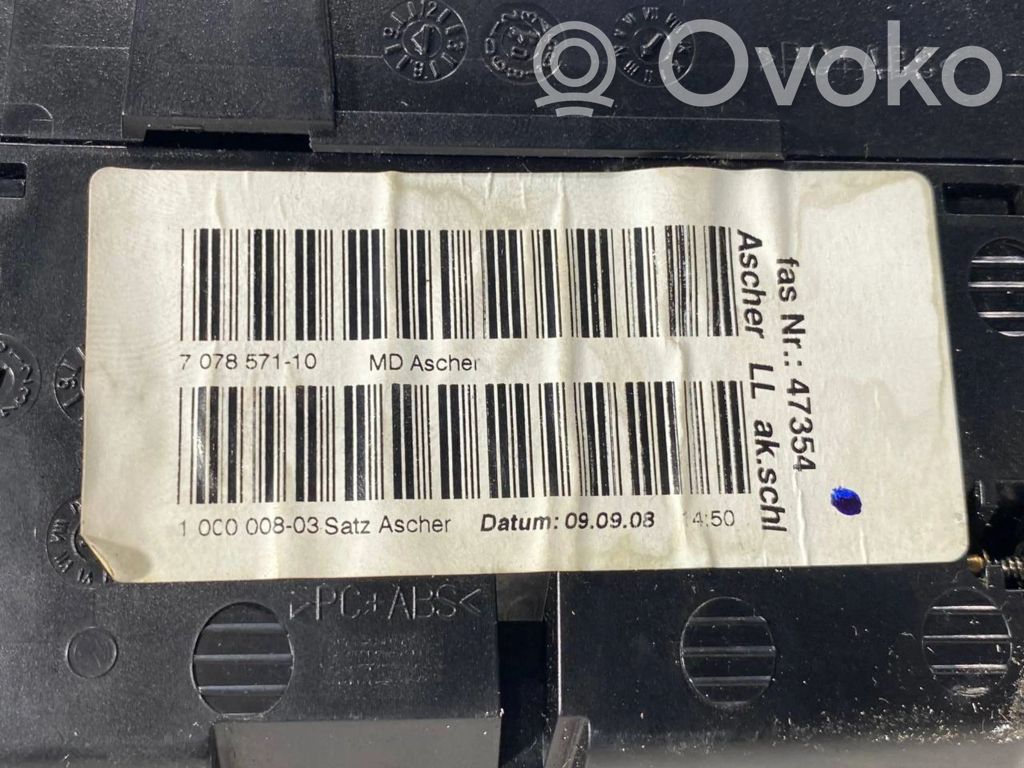 Ovoko
7 078 571-10 MD Ascher
1 000 008-03 Satz Ascher Datum: 09.09.08 14:50
fas Nr.: 47354
Ascher LL ak.schl
>PC+ABS<